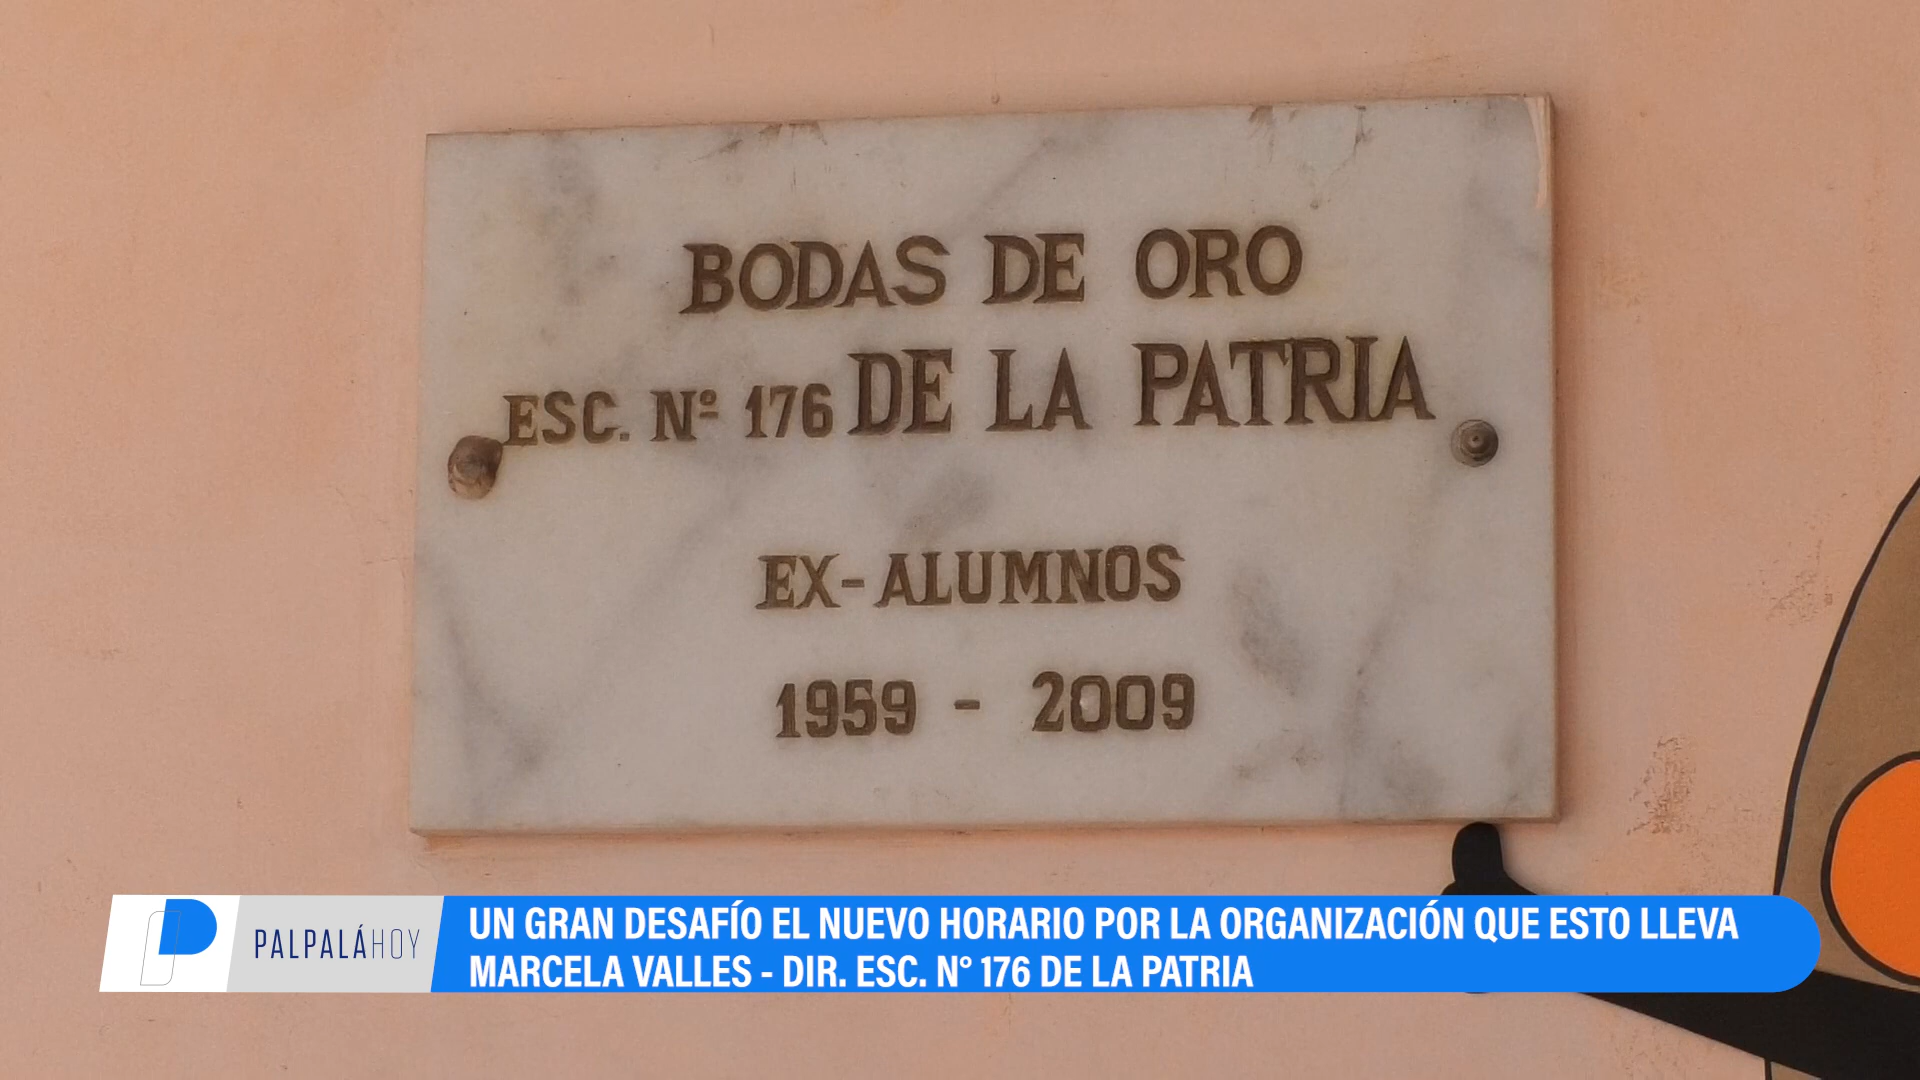 BODAS DE ORO
ESC. Nº 176 DE LA PATRIA
EX-ALUMNOS
1959 - 2009
PALPALÁHOY
UN GRAN DESAFÍO EL NUEVO HORARIO POR LA ORGANIZACIÓN QUE ESTO LLEVA
MARCELA VALLES - DIR. ESC. N° 176 DE LA PATRIA